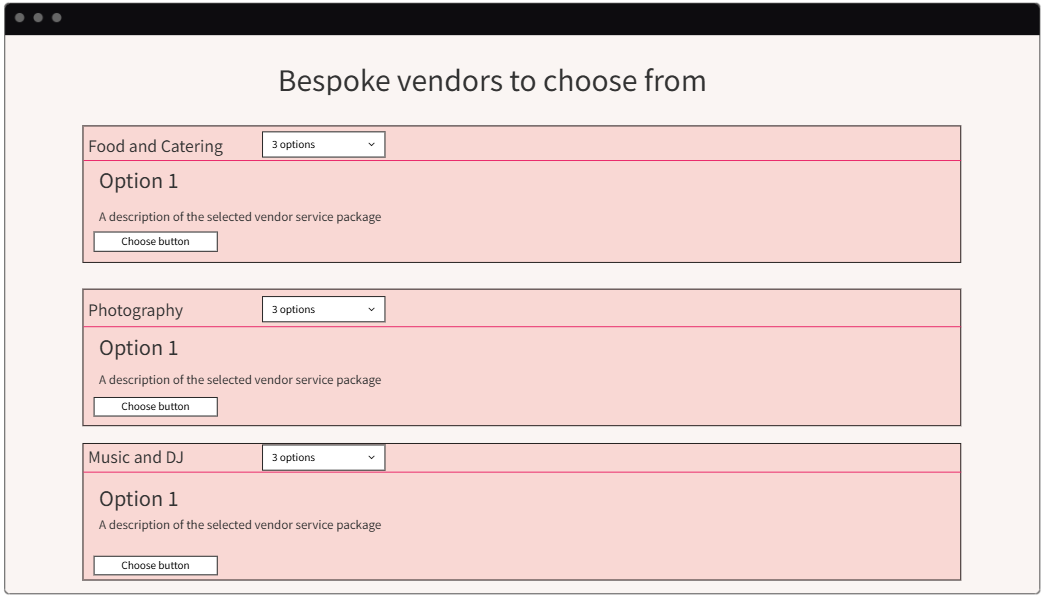 Bespoke vendors to choose from
Food and Catering
3 options
Option 1
A description of the selected vendor service package
Choose button
Photography
3 options
Option 1
A description of the selected vendor service package
Choose button
Music and DJ
3 options
Option 1
A description of the selected vendor service package
Choose button